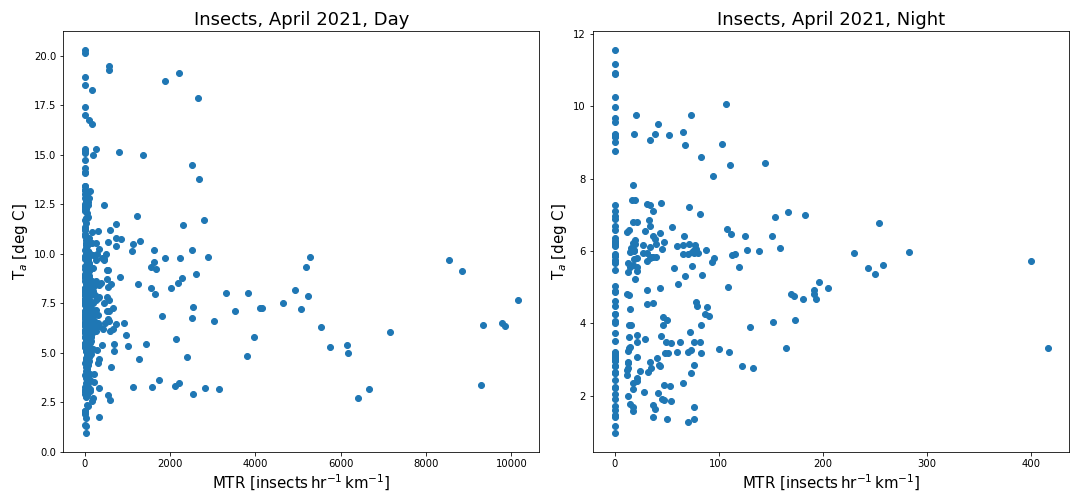 Insects, April 2021, Day
20.0
17.5
15.0
12.5
10.0
7.5
5.0
2.5
0.0
Tₐ [deg C]
0 2000 4000 6000 8000 10000
MTR [insects hr⁻¹ km⁻¹]
Insects, April 2021, Night
12
10
8
6
4
2
Tₐ [deg C]
0 100 200 300 400
MTR [insects hr⁻¹ km⁻¹]